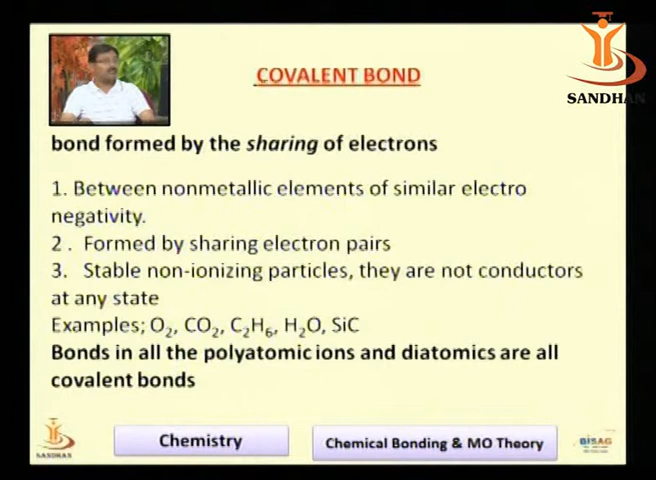 COVALENT BOND
SANDHAN
bond formed by the sharing of electrons
1. Between nonmetallic elements of similar electro
negativity.
2 . Formed by sharing electron pairs
3. Stable non-ionizing particles, they are not conductors
at any state
Examples; O₂, CO₂, C₂H₆, H₂O, SiC
Bonds in all the polyatomic ions and diatomics are all
covalent bonds
SANDHAN
Chemistry
Chemical Bonding & MO Theory
BISAG